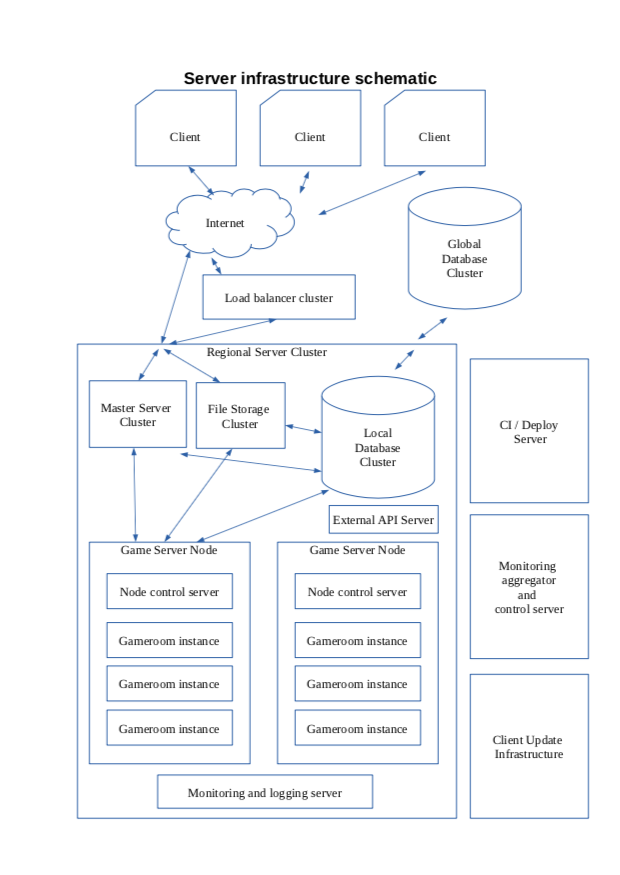 Server infrastructure schematic
Client
Client
Client
Internet
Global
Database
Cluster
Load balancer cluster
Regional Server Cluster
Master Server
Cluster
File Storage
Cluster
Local
Database
Cluster
CI / Deploy
Server
External API Server
Game Server Node
Node control server
Gameroom instance
Gameroom instance
Gameroom instance
Game Server Node
Node control server
Gameroom instance
Gameroom instance
Gameroom instance
Monitoring
aggregator
and
control server
Client Update
Infrastructure
Monitoring and logging server